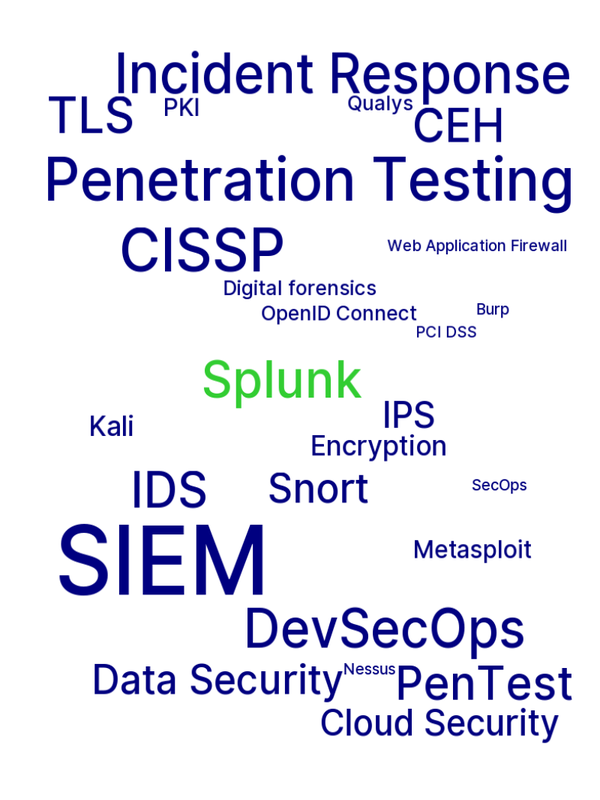 Incident Response
TLS
PKI
Qualys
CEH
Penetration Testing
CISSP
Web Application Firewall
Digital forensics
OpenID Connect
Burp
PCI DSS
Splunk
IPS
Kali
Encryption
IDS
Snort
SecOps
SIEM
Metasploit
DevSecOps
Data Security
Nessus
PenTest
Cloud Security